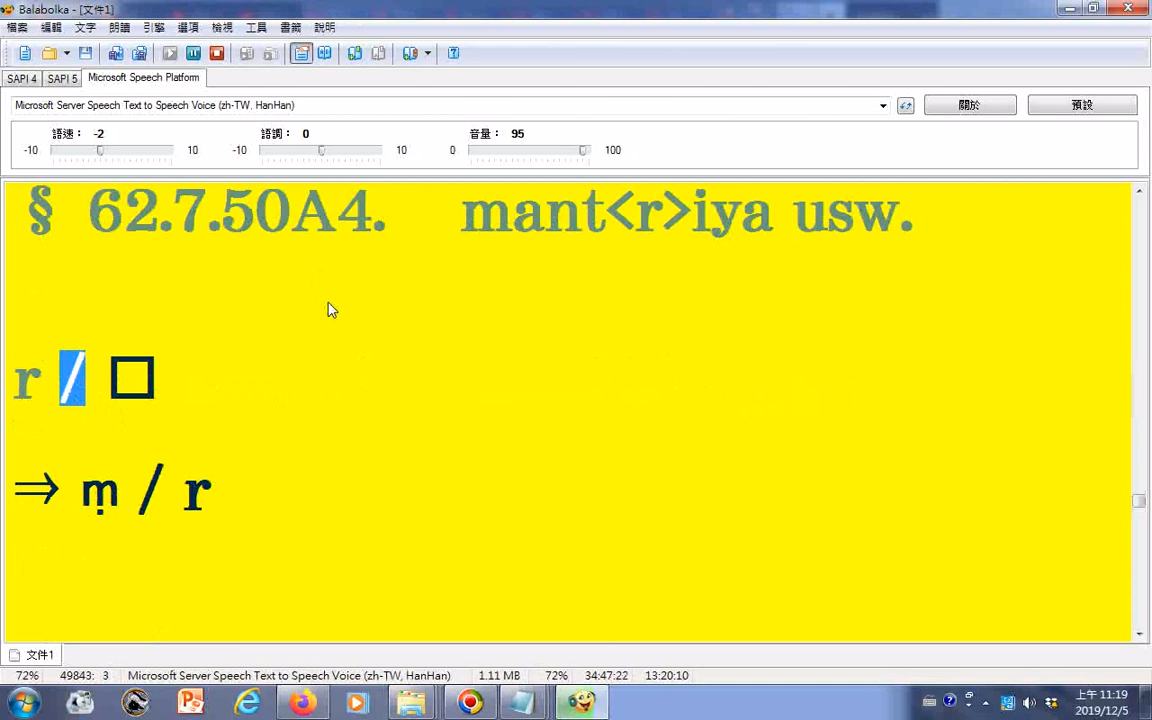 Balabolka - [文件1]
檔案 編輯 文字 朗讀 引擎 選項 檢視 工具 書籤 說明
SAPI 4 SAPI 5 Microsoft Speech Platform
Microsoft Server Speech Text to Speech Voice (zh-TW, HanHan) 關於 預設
語速： -2 語調： 0 音量： 95
-10 10 -10 10 0 100
§ 62.7.50A4. mant<r>iya usw.
r / □
⇒ ṃ / r
文件1
72% 49843: 3 Microsoft Server Speech Text to Speech Voice (zh-TW, HanHan) 1.11 MB 72% 34:47:22 13:20:10
上午 11:19
2019/12/5